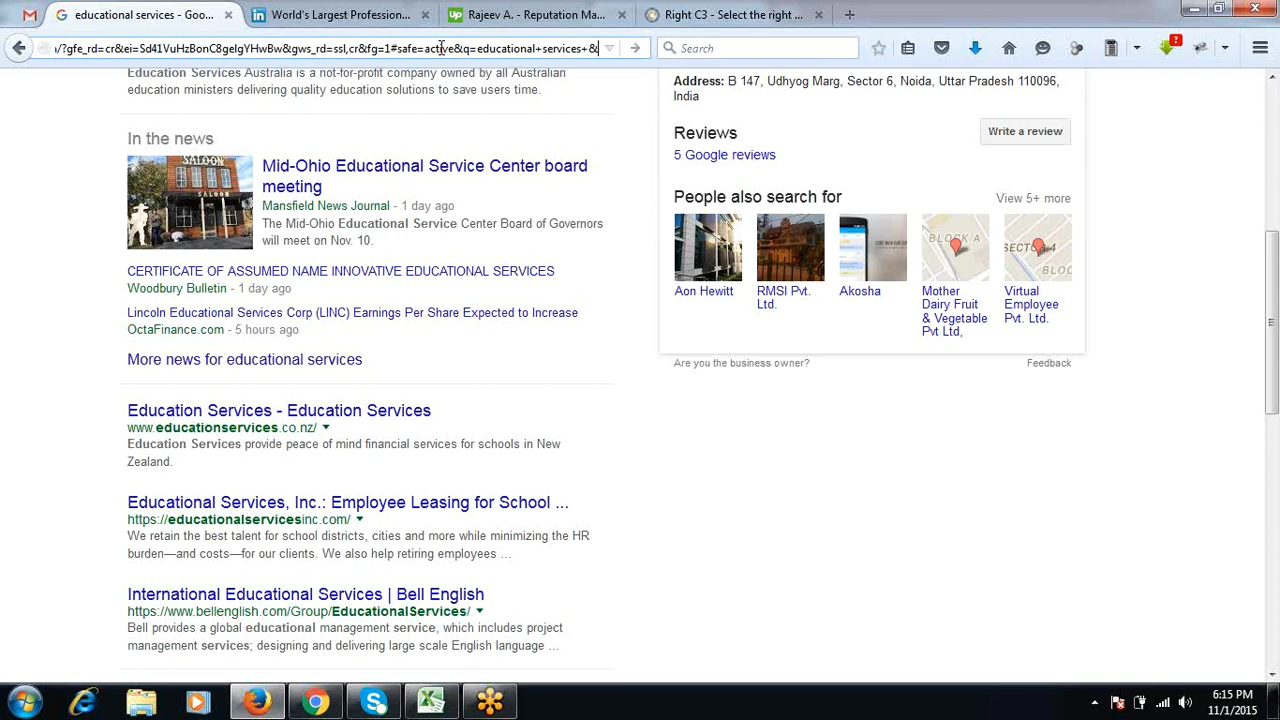 educational services - Goo...
World's Largest Profession...
Rajeev A. - Reputation Ma...
Right C3 - Select the right ...
ı/?gfe_rd=cr&ei=Sd41VuHzBonC8gelgYHwBw&gws_rd=ssl,cr&fg=1#safe=active&q=educational+services+&
Search
?
Education Services Australia is a not-for-profit company owned by all Australian
education ministers delivering quality education solutions to save users time.
In the news
SALOON
SALOON
Mid-Ohio Educational Service Center board
meeting
Mansfield News Journal - 1 day ago
The Mid-Ohio Educational Service Center Board of Governors
will meet on Nov. 10.
CERTIFICATE OF ASSUMED NAME INNOVATIVE EDUCATIONAL SERVICES
Woodbury Bulletin - 1 day ago
Lincoln Educational Services Corp (LINC) Earnings Per Share Expected to Increase
OctaFinance.com - 5 hours ago
More news for educational services
Education Services - Education Services
www.educationservices.co.nz/
Education Services provide peace of mind financial services for schools in New
Zealand.
Educational Services, Inc.: Employee Leasing for School ...
https://educationalservicesinc.com/
We retain the best talent for school districts, cities and more while minimizing the HR
burden—and costs—for our clients. We also help retiring employees ...
International Educational Services | Bell English
https://www.bellenglish.com/Group/EducationalServices/
Bell provides a global educational management service, which includes project
management services; designing and delivering large scale English language ...
Address: B 147, Udhyog Marg, Sector 6, Noida, Uttar Pradesh 110096,
India
Reviews
Write a review
5 Google reviews
People also search for
View 5+ more
BLOCK A
BLOC
Aon Hewitt
RMSI Pvt.
Ltd.
Akosha
Mother
Dairy Fruit
& Vegetable
Pvt Ltd,
Virtual
Employee
Pvt. Ltd.
Are you the business owner?
Feedback
6:15 PM
11/1/2015